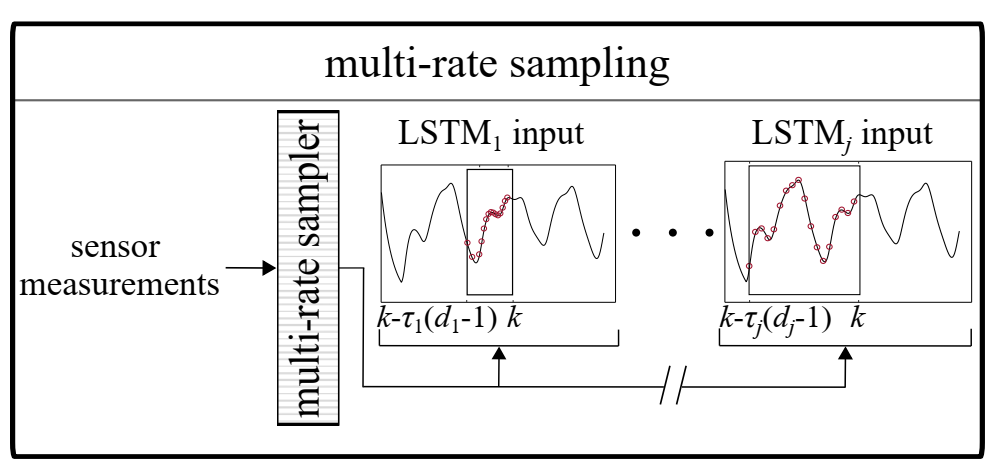 multi-rate sampling
sensor
measurements
multi-rate sampler
LSTM₁ input
k-τ₁(d₁-1) k
LSTMⱼ input
k-τⱼ(dⱼ-1) k